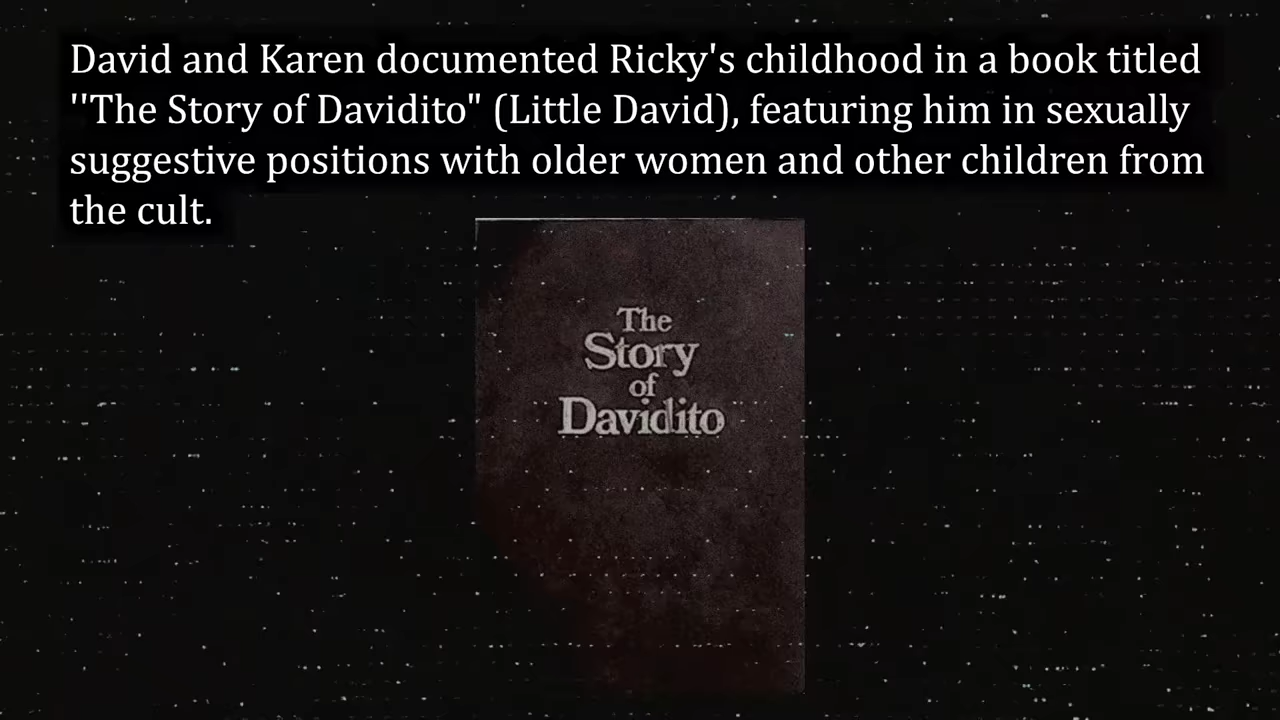 David and Karen documented Ricky's childhood in a book titled
''The Story of Davidito" (Little David), featuring him in sexually
suggestive positions with older women and other children from
the cult.
The
Story
of
Davidito